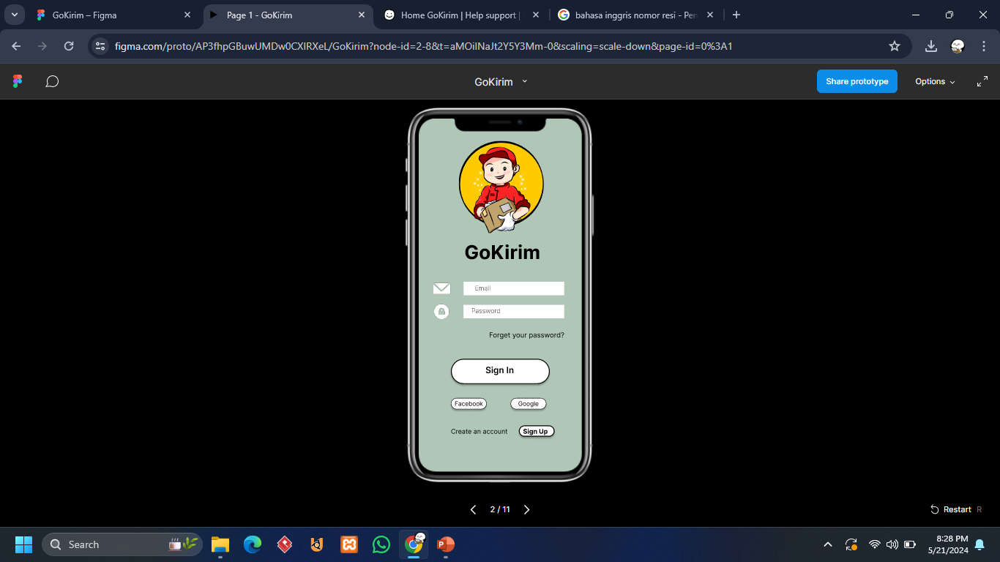 GoKirim – Figma
Page 1 - GoKirim
Home GoKirim | Help support |
bahasa inggris nomor resi - Pen
figma.com/proto/AP3fhpGBuwUMDw0CXIRXeL/GoKirim?node-id=2-8&t=aMOiINaJt2Y5Y3Mm-0&scaling=scale-down&page-id=0%3A1
GoKirim
Share prototype
Options
GoKirim
Email
Password
Forget your password?
Sign In
Facebook
Google
Create an account
Sign Up
2 / 11
Restart R
Search
8:28 PM
5/21/2024